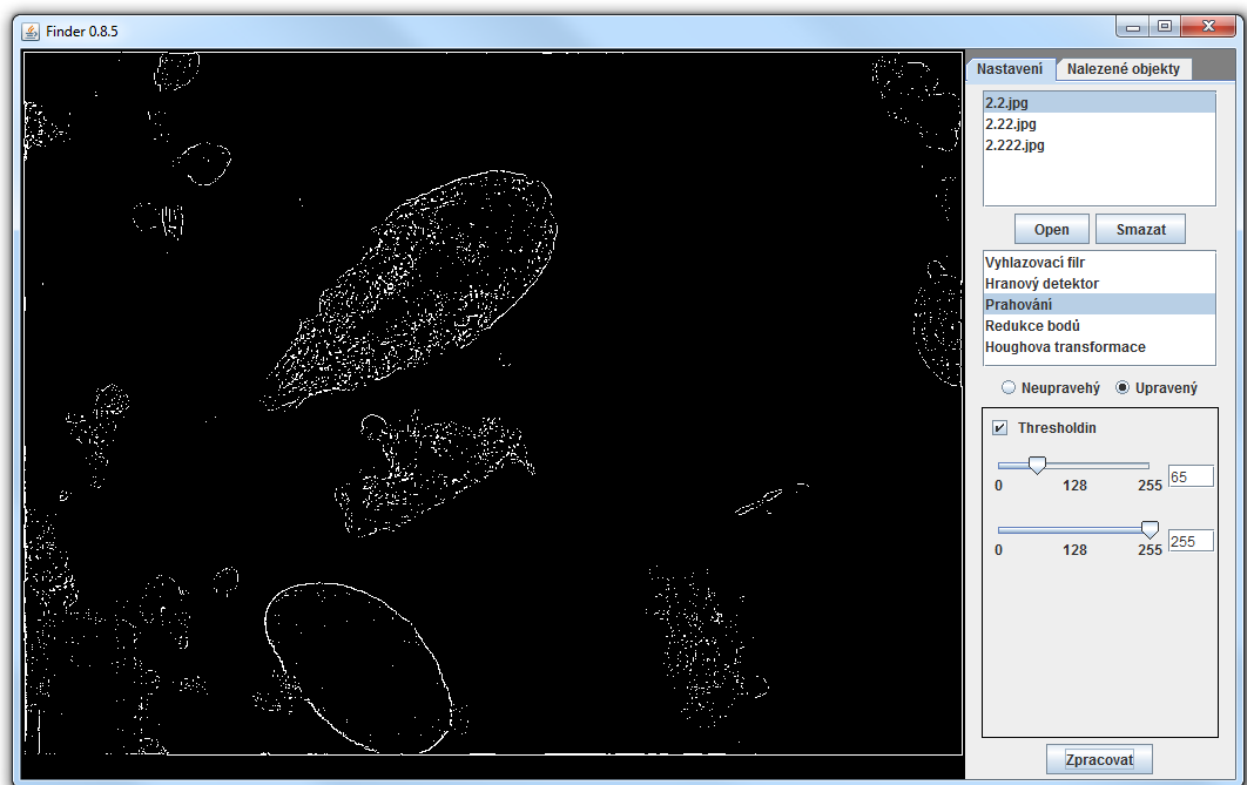 Finder 0.8.5
Nastavení Nalezené objekty
2.2.jpg
2.22.jpg
2.222.jpg
Open Smazat
Vyhlazovací filr
Hranový detektor
Prahování
Redukce bodů
Houghova transformace
Neupravehý Upravený
Thresholdin
65
0 128 255
255
0 128 255
Zpracovat